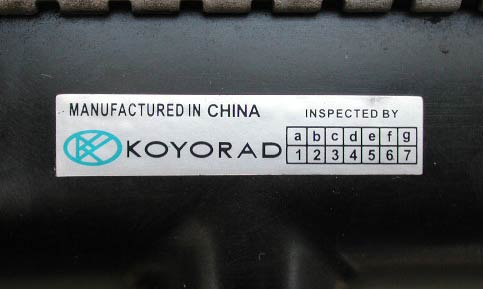 MANUFACTURED IN CHINA
INSPECTED BY
KOYORAD
a b c d e f g
1 2 3 4 5 6 7